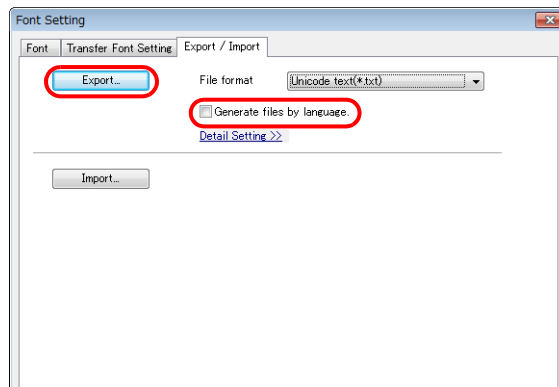 Font Setting
Font Transfer Font Setting Export / Import
Export... File format Unicode text(*.txt)
Generate files by language.
Detail Setting >>
Import...